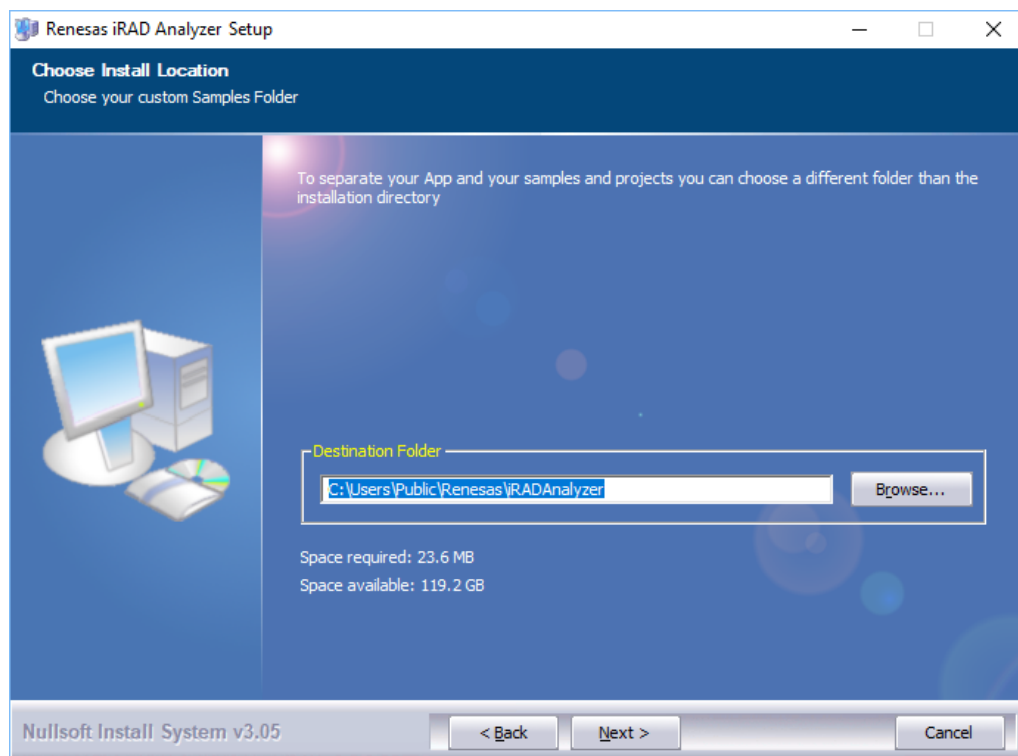 Renesas iRAD Analyzer Setup
Choose Install Location
Choose your custom Samples Folder
To separate your App and your samples and projects you can choose a different folder than the
installation directory
Destination Folder
C:\Users\Public\Renesas\iRADAnalyzer
Browse...
Space required: 23.6 MB
Space available: 119.2 GB
Nullsoft Install System v3.05
< Back
Next >
Cancel